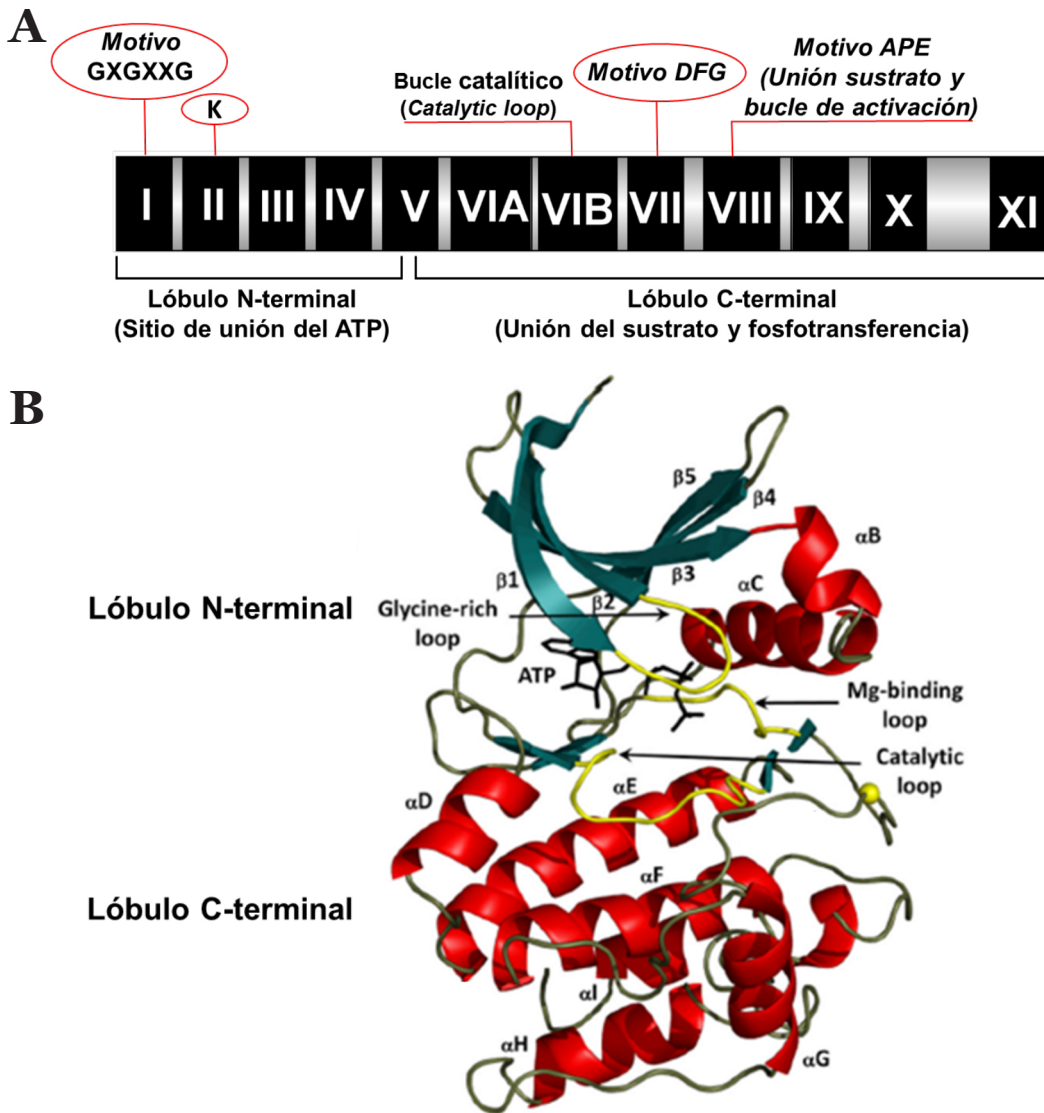 A
Motivo
GXGXXG
K
Bucle catalítico
(Catalytic loop)
Motivo DFG
Motivo APE
(Unión sustrato y
bucle de activación)
I II III IV V VIA VIB VII VIII IX X XI
Lóbulo N-terminal
(Sitio de unión del ATP)
Lóbulo C-terminal
(Unión del sustrato y fosfotransferencia)
B
β5
β4
αB
β3
αC
β1
β2
Lóbulo N-terminal
Glycine-rich
loop
ATP
Mg-binding
loop
Catalytic
loop
αD
αE
αF
Lóbulo C-terminal
αI
αH
αG